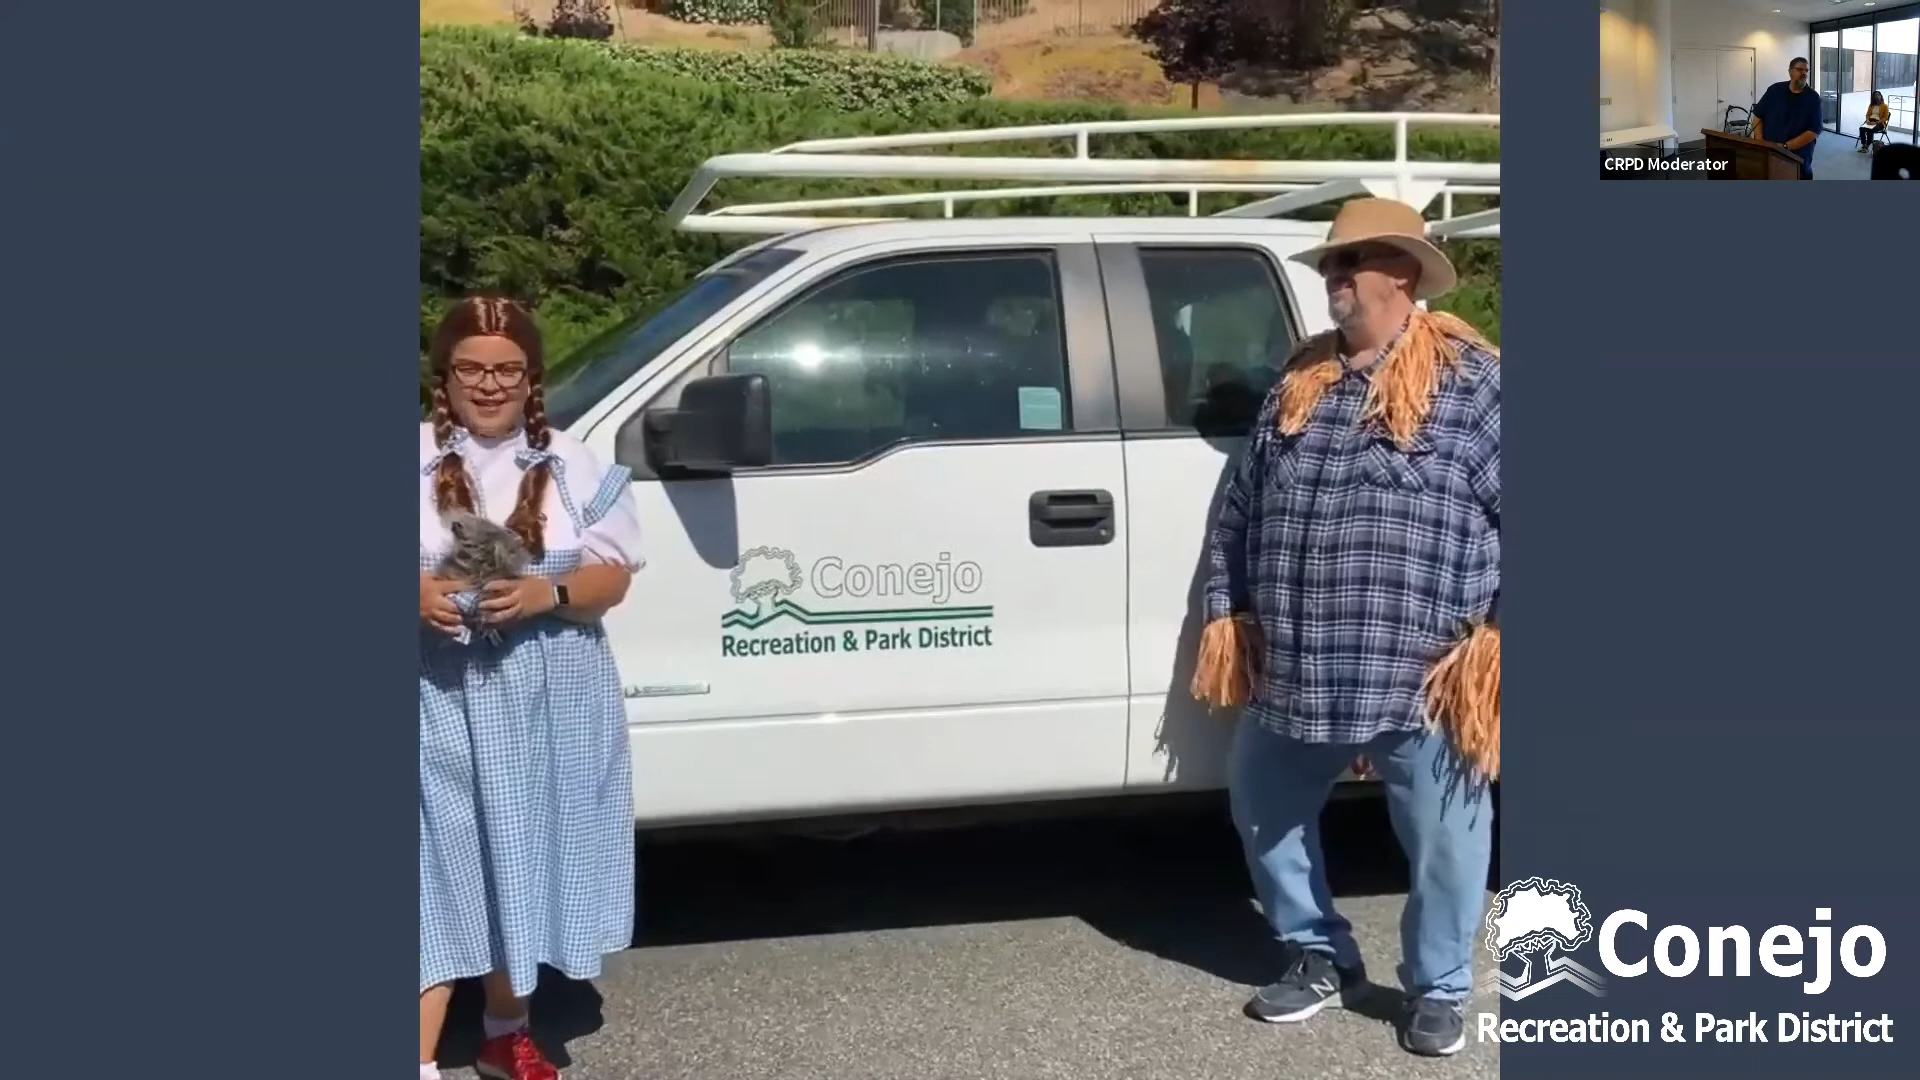 CRPD Moderator
Conejo
Recreation & Park District
N
Conejo
Recreation & Park District